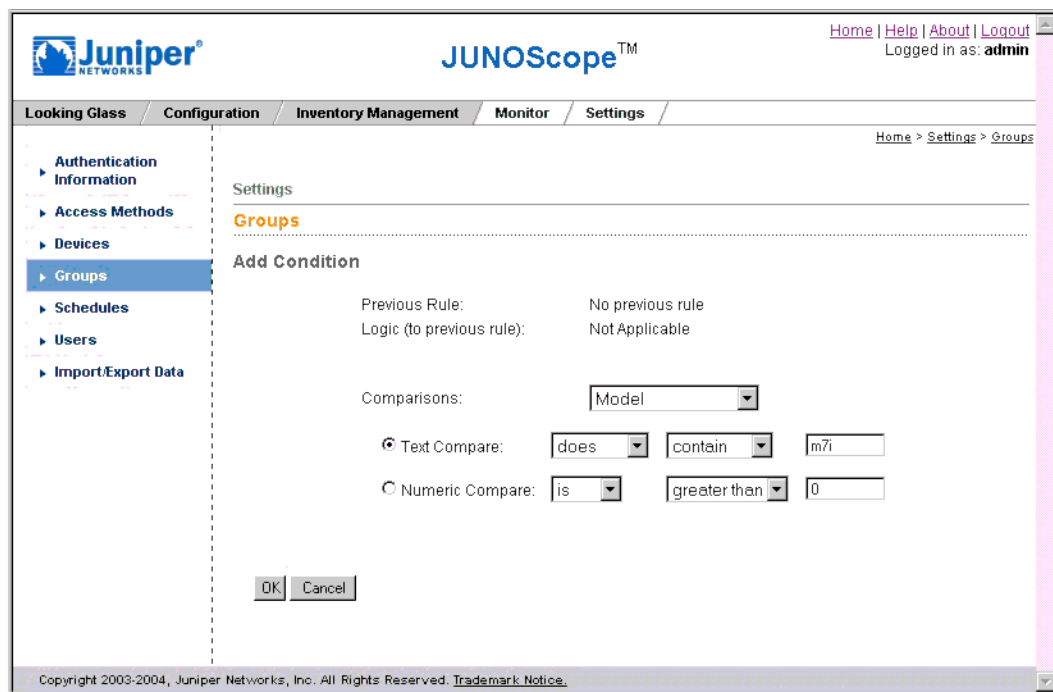 Home | Help | About | Logout
Juniper®
NETWORKS
JUNOScope™
Logged in as: admin
Looking Glass / Configuration / Inventory Management / Monitor / Settings /
Home > Settings > Groups
Authentication
Information
Access Methods
Devices
Groups
Schedules
Users
Import/Export Data
Settings
Groups
Add Condition
Previous Rule: No previous rule
Logic (to previous rule): Not Applicable
Comparisons: Model
Text Compare: does contain m7i
Numeric Compare: is greater than 0
OK Cancel
Copyright 2003-2004, Juniper Networks, Inc. All Rights Reserved. Trademark Notice.